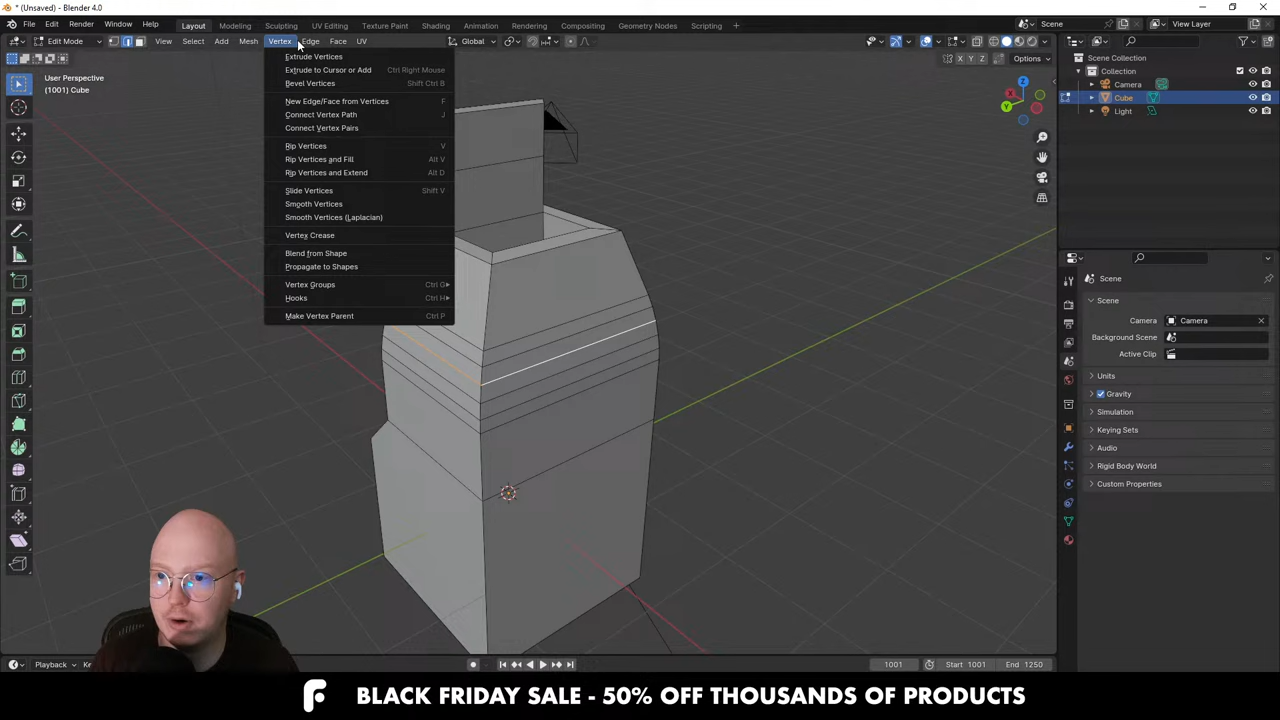 * (Unsaved) - Blender 4.0
File Edit Render Window Help
Layout Modeling Sculpting UV Editing Texture Paint Shading Animation Rendering Compositing Geometry Nodes Scripting
Scene
View Layer
Edit Mode View Select Add Mesh Vertex Edge Face UV
Global
X Y Z Options
User Perspective
(1001) Cube
Extrude Vertices
Extrude to Cursor or Add Ctrl Right Mouse
Bevel Vertices Shift Ctrl B
New Edge/Face from Vertices F
Connect Vertex Path J
Connect Vertex Pairs
Rip Vertices V
Rip Vertices and Fill Alt V
Rip Vertices and Extend Alt D
Slide Vertices Shift V
Smooth Vertices
Smooth Vertices (Laplacian)
Vertex Crease
Blend from Shape
Propagate to Shapes
Vertex Groups Ctrl G
Hooks Ctrl H
Make Vertex Parent Ctrl P
Z
X
Y
Scene Collection
Collection
Camera
Cube
Light
Scene
Scene
Camera Camera
Background Scene
Active Clip
Units
Gravity
Simulation
Keying Sets
Audio
Rigid Body World
Custom Properties
Playback Ke
1001 Start 1001 End 1250
BLACK FRIDAY SALE - 50% OFF THOUSANDS OF PRODUCTS